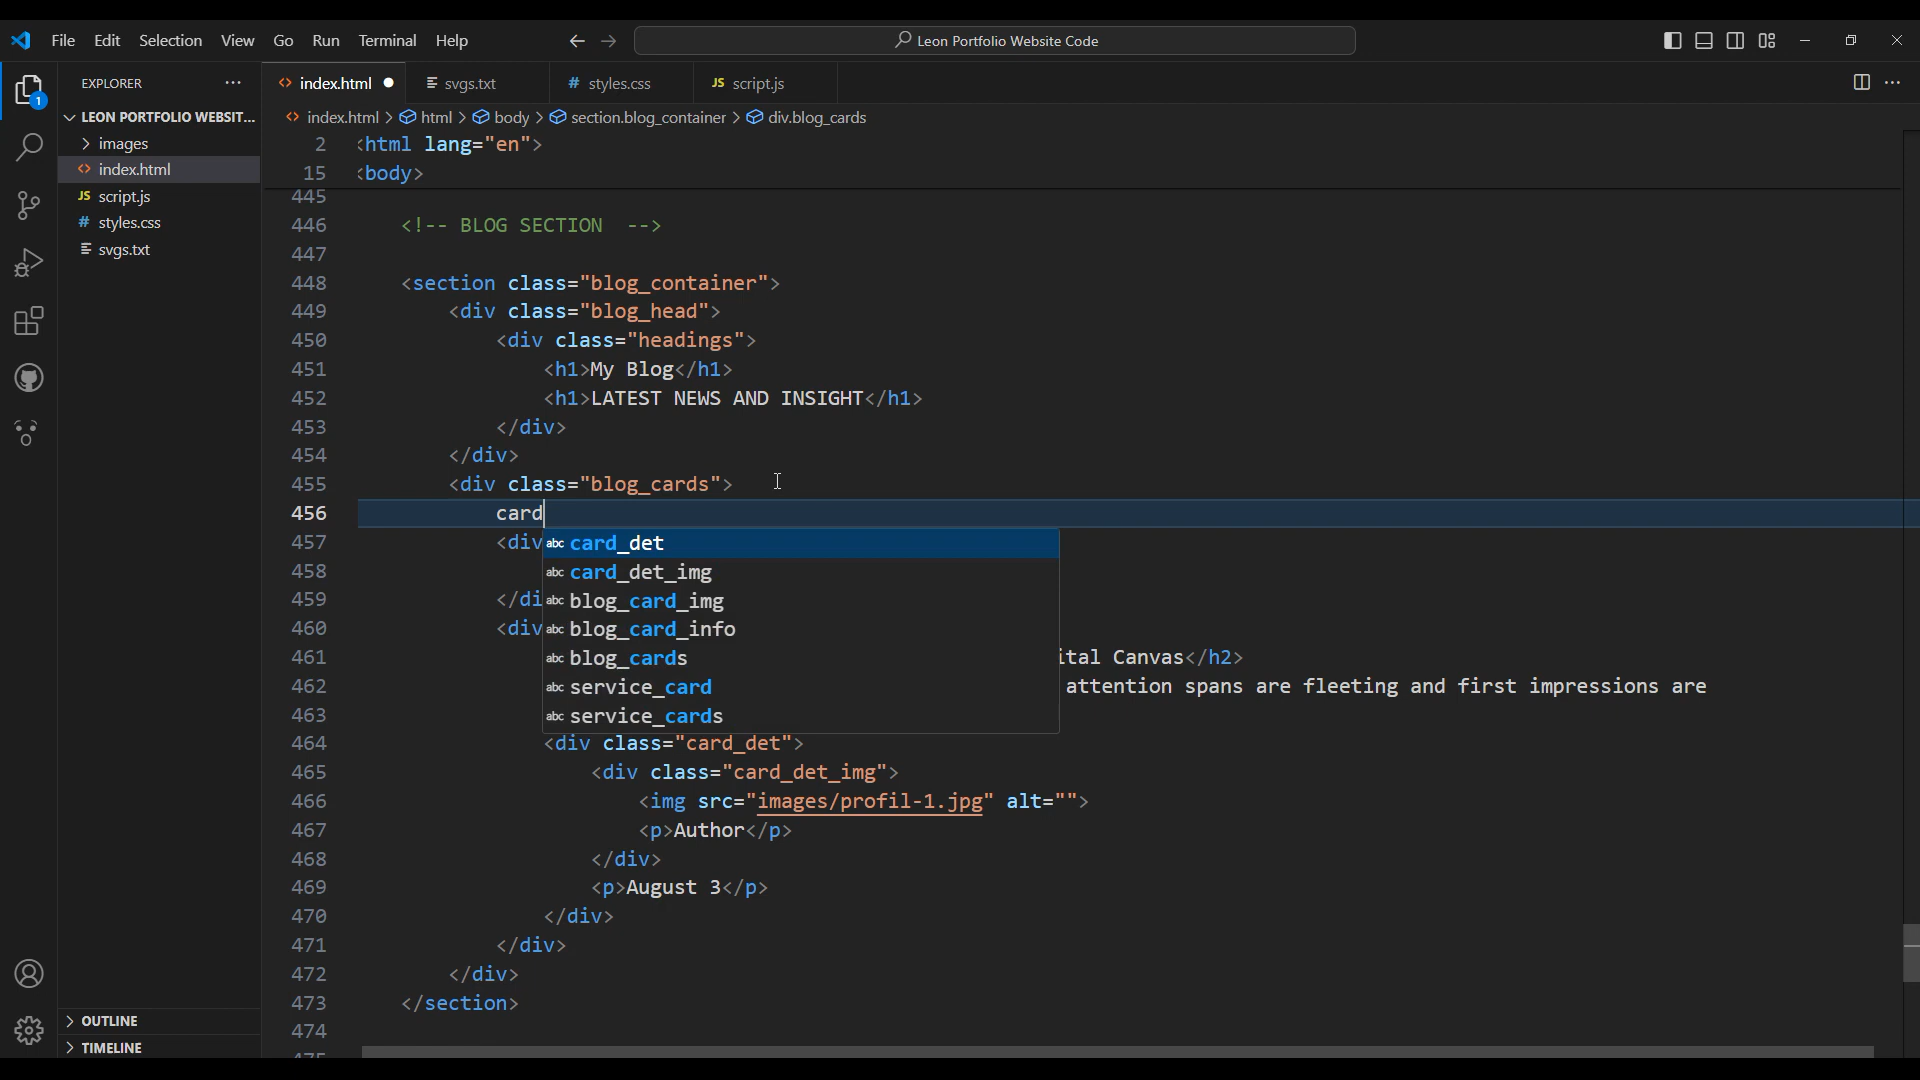 File Edit Selection View Go Run Terminal Help
Leon Portfolio Website Code
EXPLORER
1
LEON PORTFOLIO WEBSIT...
images
index.html
JS script.js
# styles.css
svgs.txt
OUTLINE
TIMELINE
index.html
svgs.txt
# styles.css
JS script.js
index.html > html > body > section.blog_container > div.blog_cards
2 <html lang="en">
15 <body>
445
446 <!-- BLOG SECTION  -->
447
448 <section class="blog_container">
449 <div class="blog_head">
450 <div class="headings">
451 <h1>My Blog</h1>
452 <h1>LATEST NEWS AND INSIGHT</h1>
453 </div>
454 </div>
455 <div class="blog_cards">
456 card
abc card_det
457 <div
abc card_det_img
458
abc blog_card_img
459 </di
abc blog_card_info
460 <div
abc blog_cards
461 ital Canvas</h2>
abc service_card
462 attention spans are fleeting and first impressions are
abc service_cards
463
464 <div class="card_det">
465 <div class="card_det_img">
466 <img src="images/profil-1.jpg" alt="">
467 <p>Author</p>
468 </div>
469 <p>August 3</p>
470 </div>
471 </div>
472 </div>
473 </section>
474